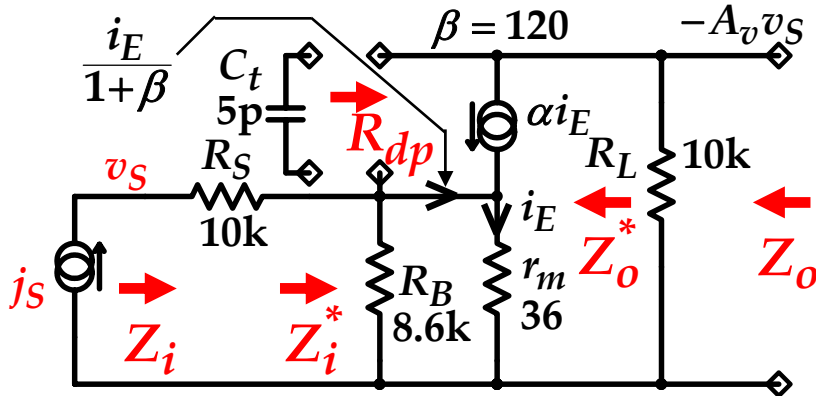 i_E
1+β
C_t
5p
R_dp
β = 120
−A_v v_S
αi_E
R_L
10k
v_S
R_S
10k
i_E
Z_o^*
Z_o
j_S
Z_i
Z_i^*
R_B
8.6k
r_m
36